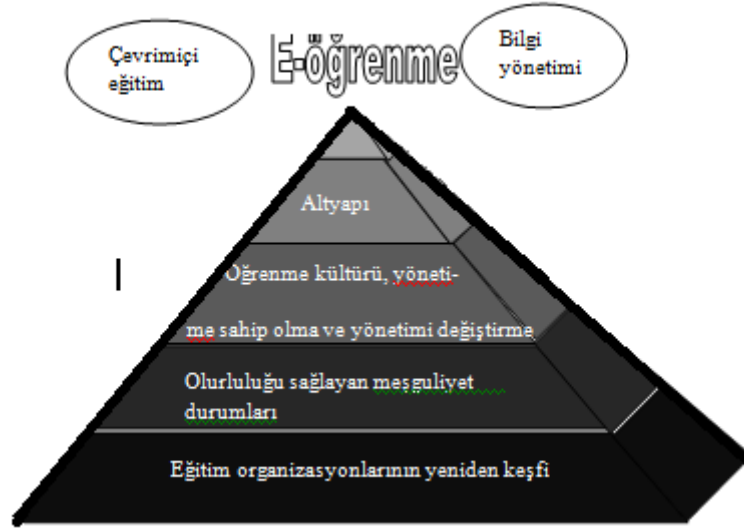 Çevrimiçi
eğitim
E-öğrenme
Bilgi
yönetimi
Altyapı
Öğrenme kültürü, yöneti-
me sahip olma ve yönetimi değiştirme
Olurluluğu sağlayan meşguliyet
durumları
Eğitim organizasyonlarının yeniden keşfi